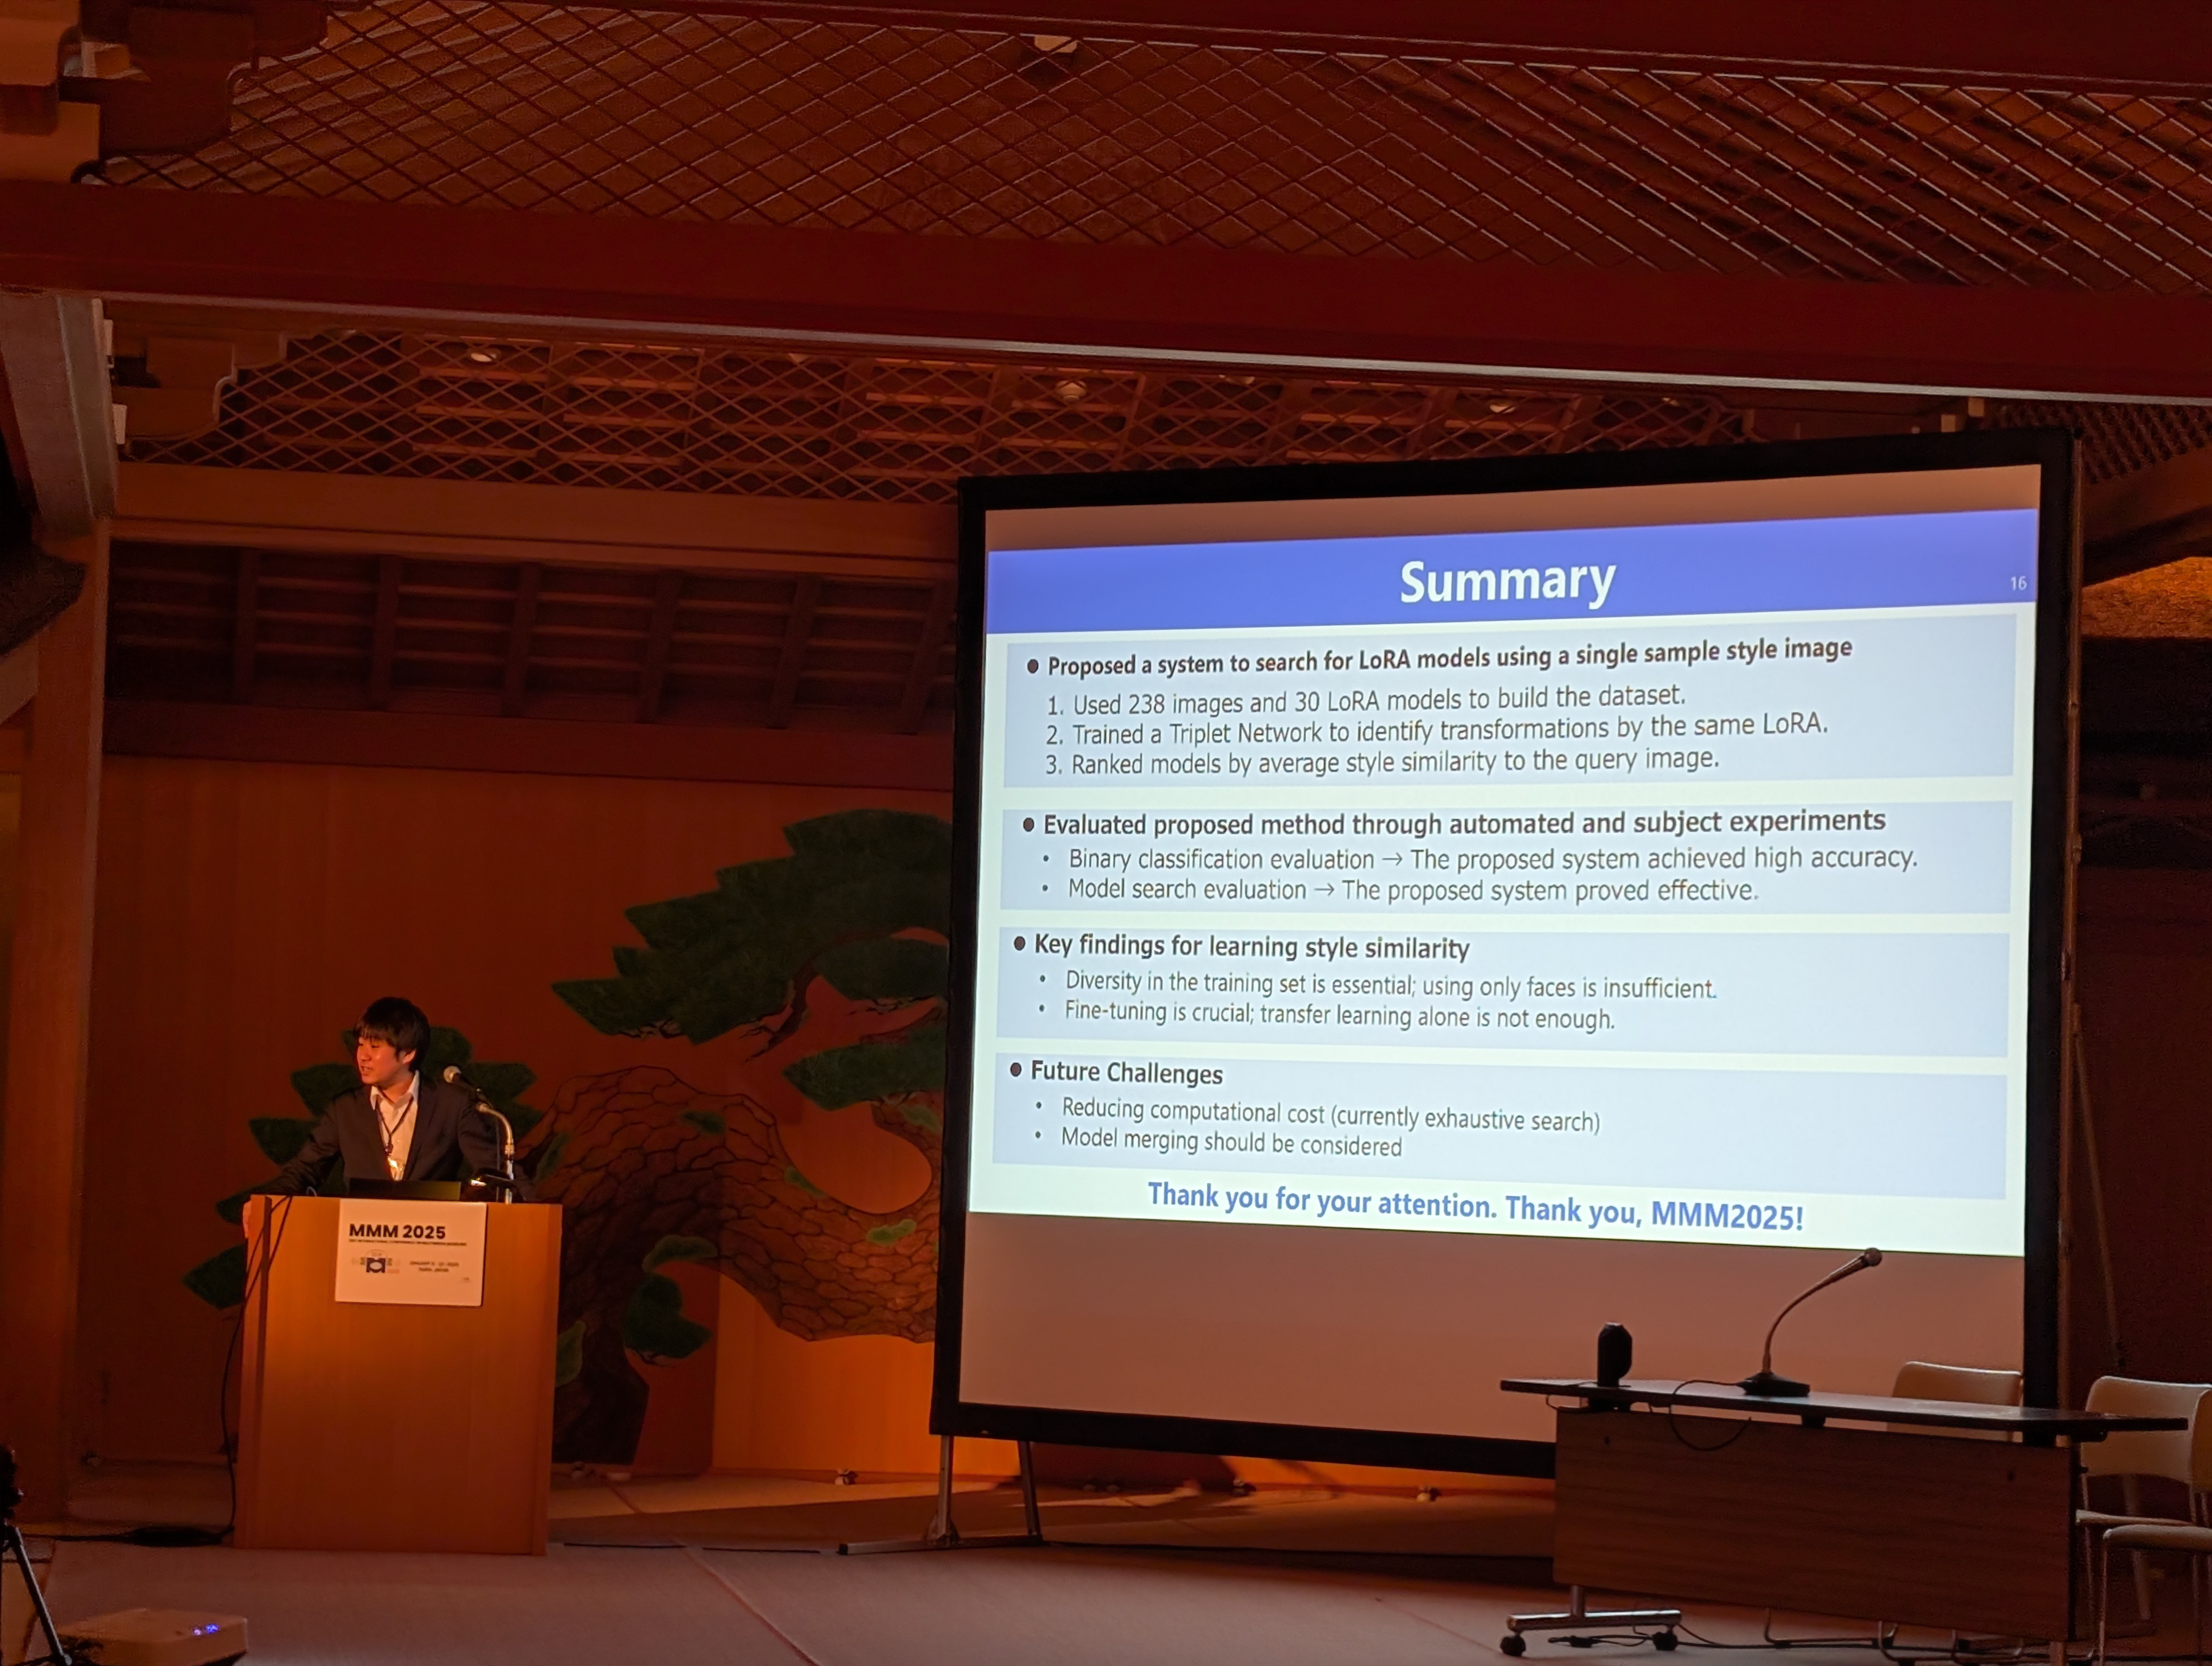 Summary
16
● Proposed a system to search for LoRA models using a single sample style image
1. Used 238 images and 30 LoRA models to build the dataset.
2. Trained a Triplet Network to identify transformations by the same LoRA.
3. Ranked models by average style similarity to the query image.
● Evaluated proposed method through automated and subject experiments
• Binary classification evaluation → The proposed system achieved high accuracy.
• Model search evaluation → The proposed system proved effective.
● Key findings for learning style similarity
• Diversity in the training set is essential; using only faces is insufficient.
• Fine-tuning is crucial; transfer learning alone is not enough.
● Future Challenges
• Reducing computational cost (currently exhaustive search)
• Model merging should be considered
Thank you for your attention. Thank you, MMM2025!
MMM 2025